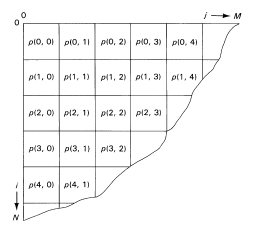 0 j → M
0
p(0, 0) p(0, 1) p(0, 2) p(0, 3) p(0, 4)
p(1, 0) p(1, 1) p(1, 2) p(1, 3) p(1, 4)
p(2, 0) p(2, 1) p(2, 2) p(2, 3)
p(3, 0) p(3, 1) p(3, 2)
p(4, 0) p(4, 1)
i
↓
N